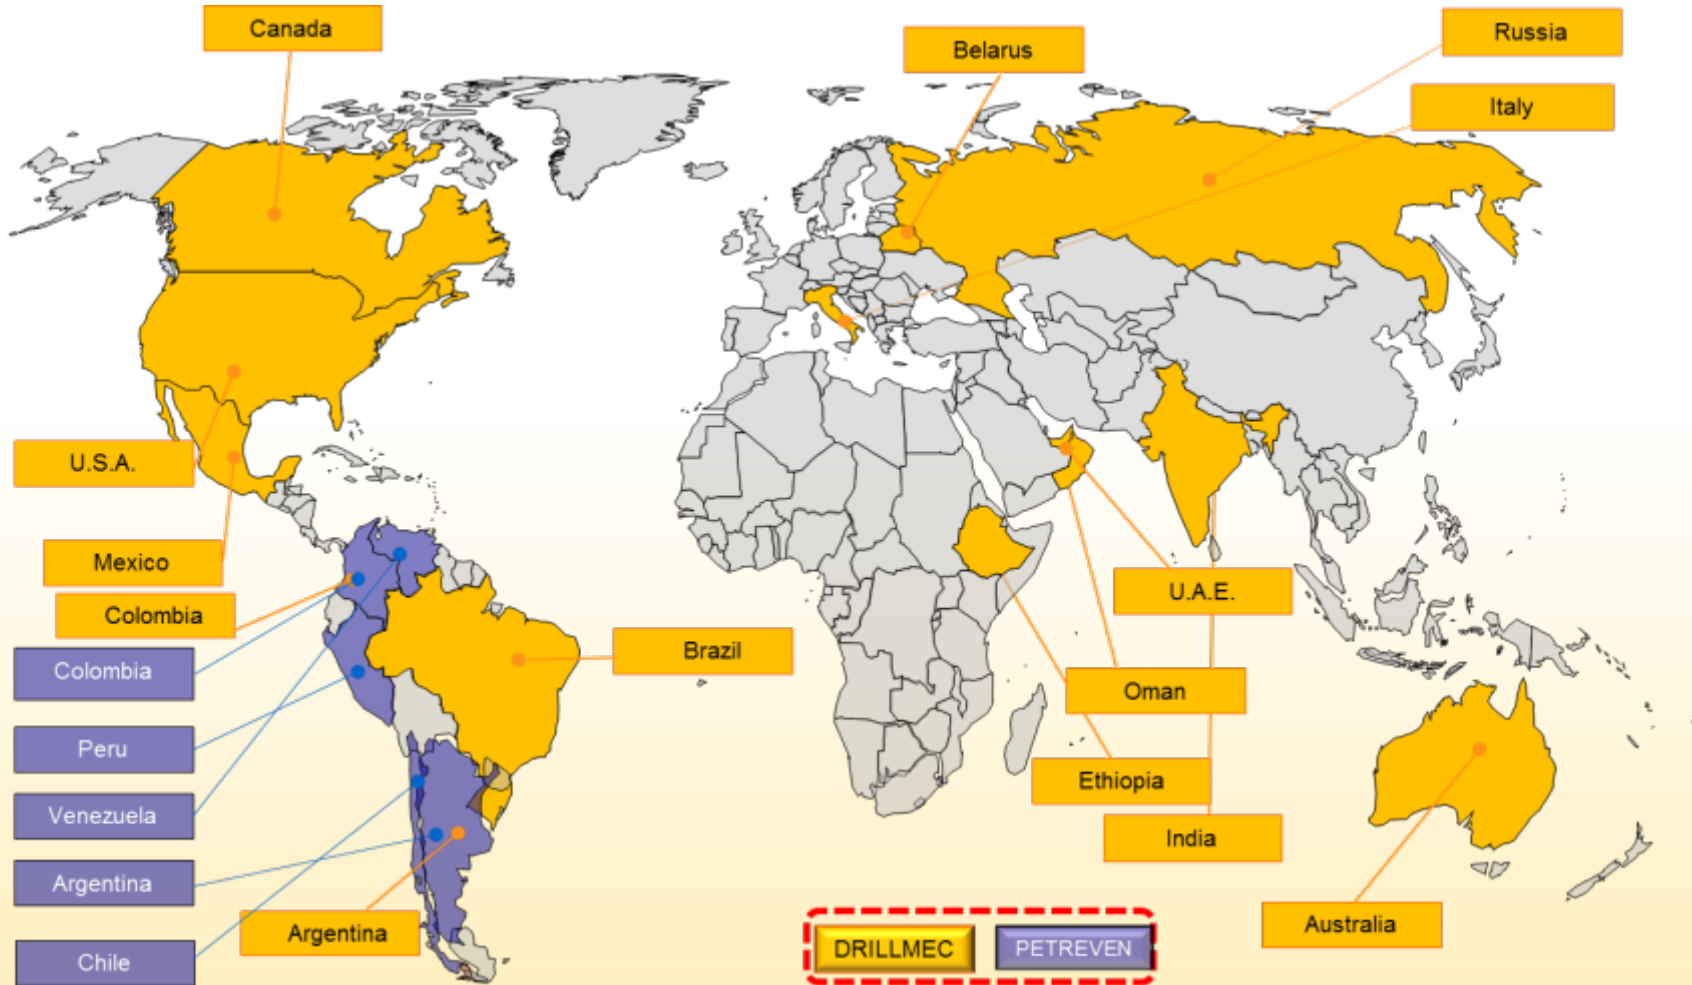 Canada
Belarus
Russia
Italy
U.S.A.
Mexico
Colombia
Colombia
Peru
Venezuela
Argentina
Chile
Argentina
Brazil
U.A.E.
Oman
Ethiopia
India
Australia
DRILLMEC
PETREVEN